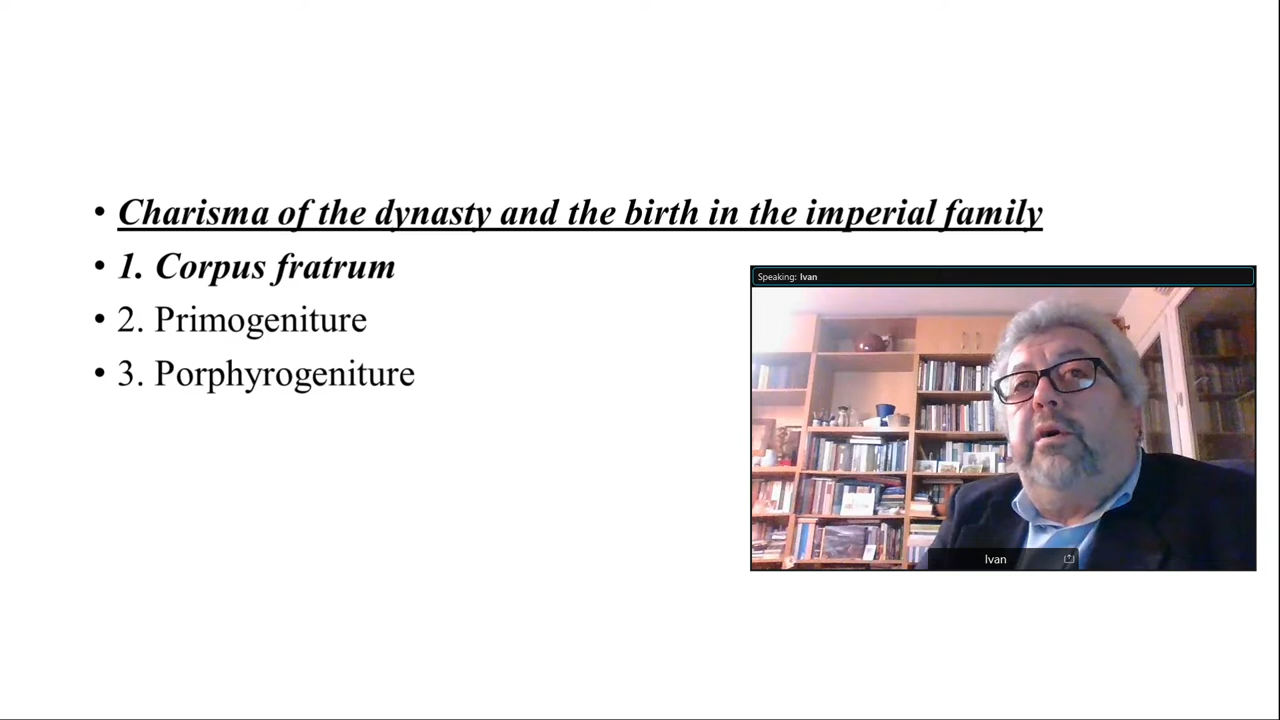 • Charisma of the dynasty and the birth in the imperial family
• 1. Corpus fratrum
• 2. Primogeniture
• 3. Porphyrogeniture
Speaking: Ivan
Ivan